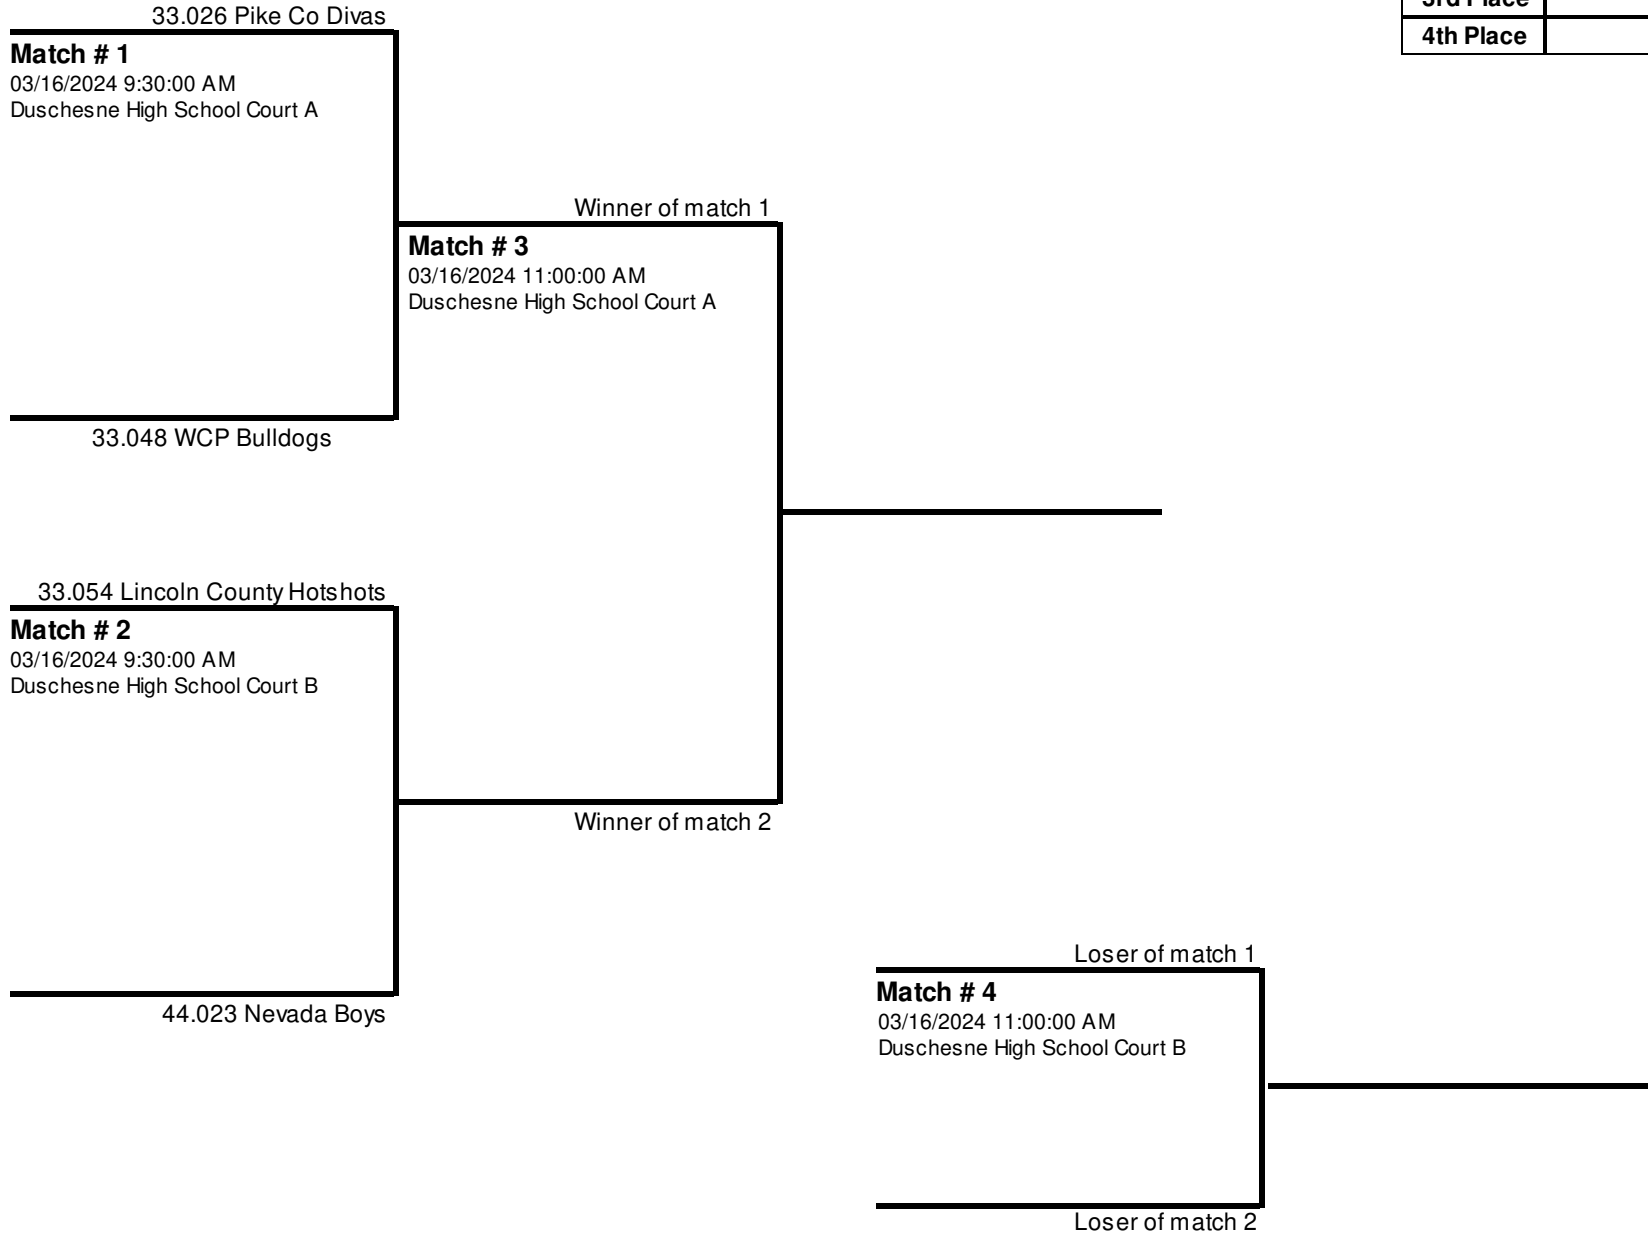 3rd Place
4th Place
33.026 Pike Co Divas
Match # 1
03/16/2024 9:30:00 AM
Duschesne High School Court A
Winner of match 1
Match # 3
03/16/2024 11:00:00 AM
Duschesne High School Court A
33.048 WCP Bulldogs
33.054 Lincoln County Hotshots
Match # 2
03/16/2024 9:30:00 AM
Duschesne High School Court B
Winner of match 2
44.023 Nevada Boys
Loser of match 1
Match # 4
03/16/2024 11:00:00 AM
Duschesne High School Court B
Loser of match 2